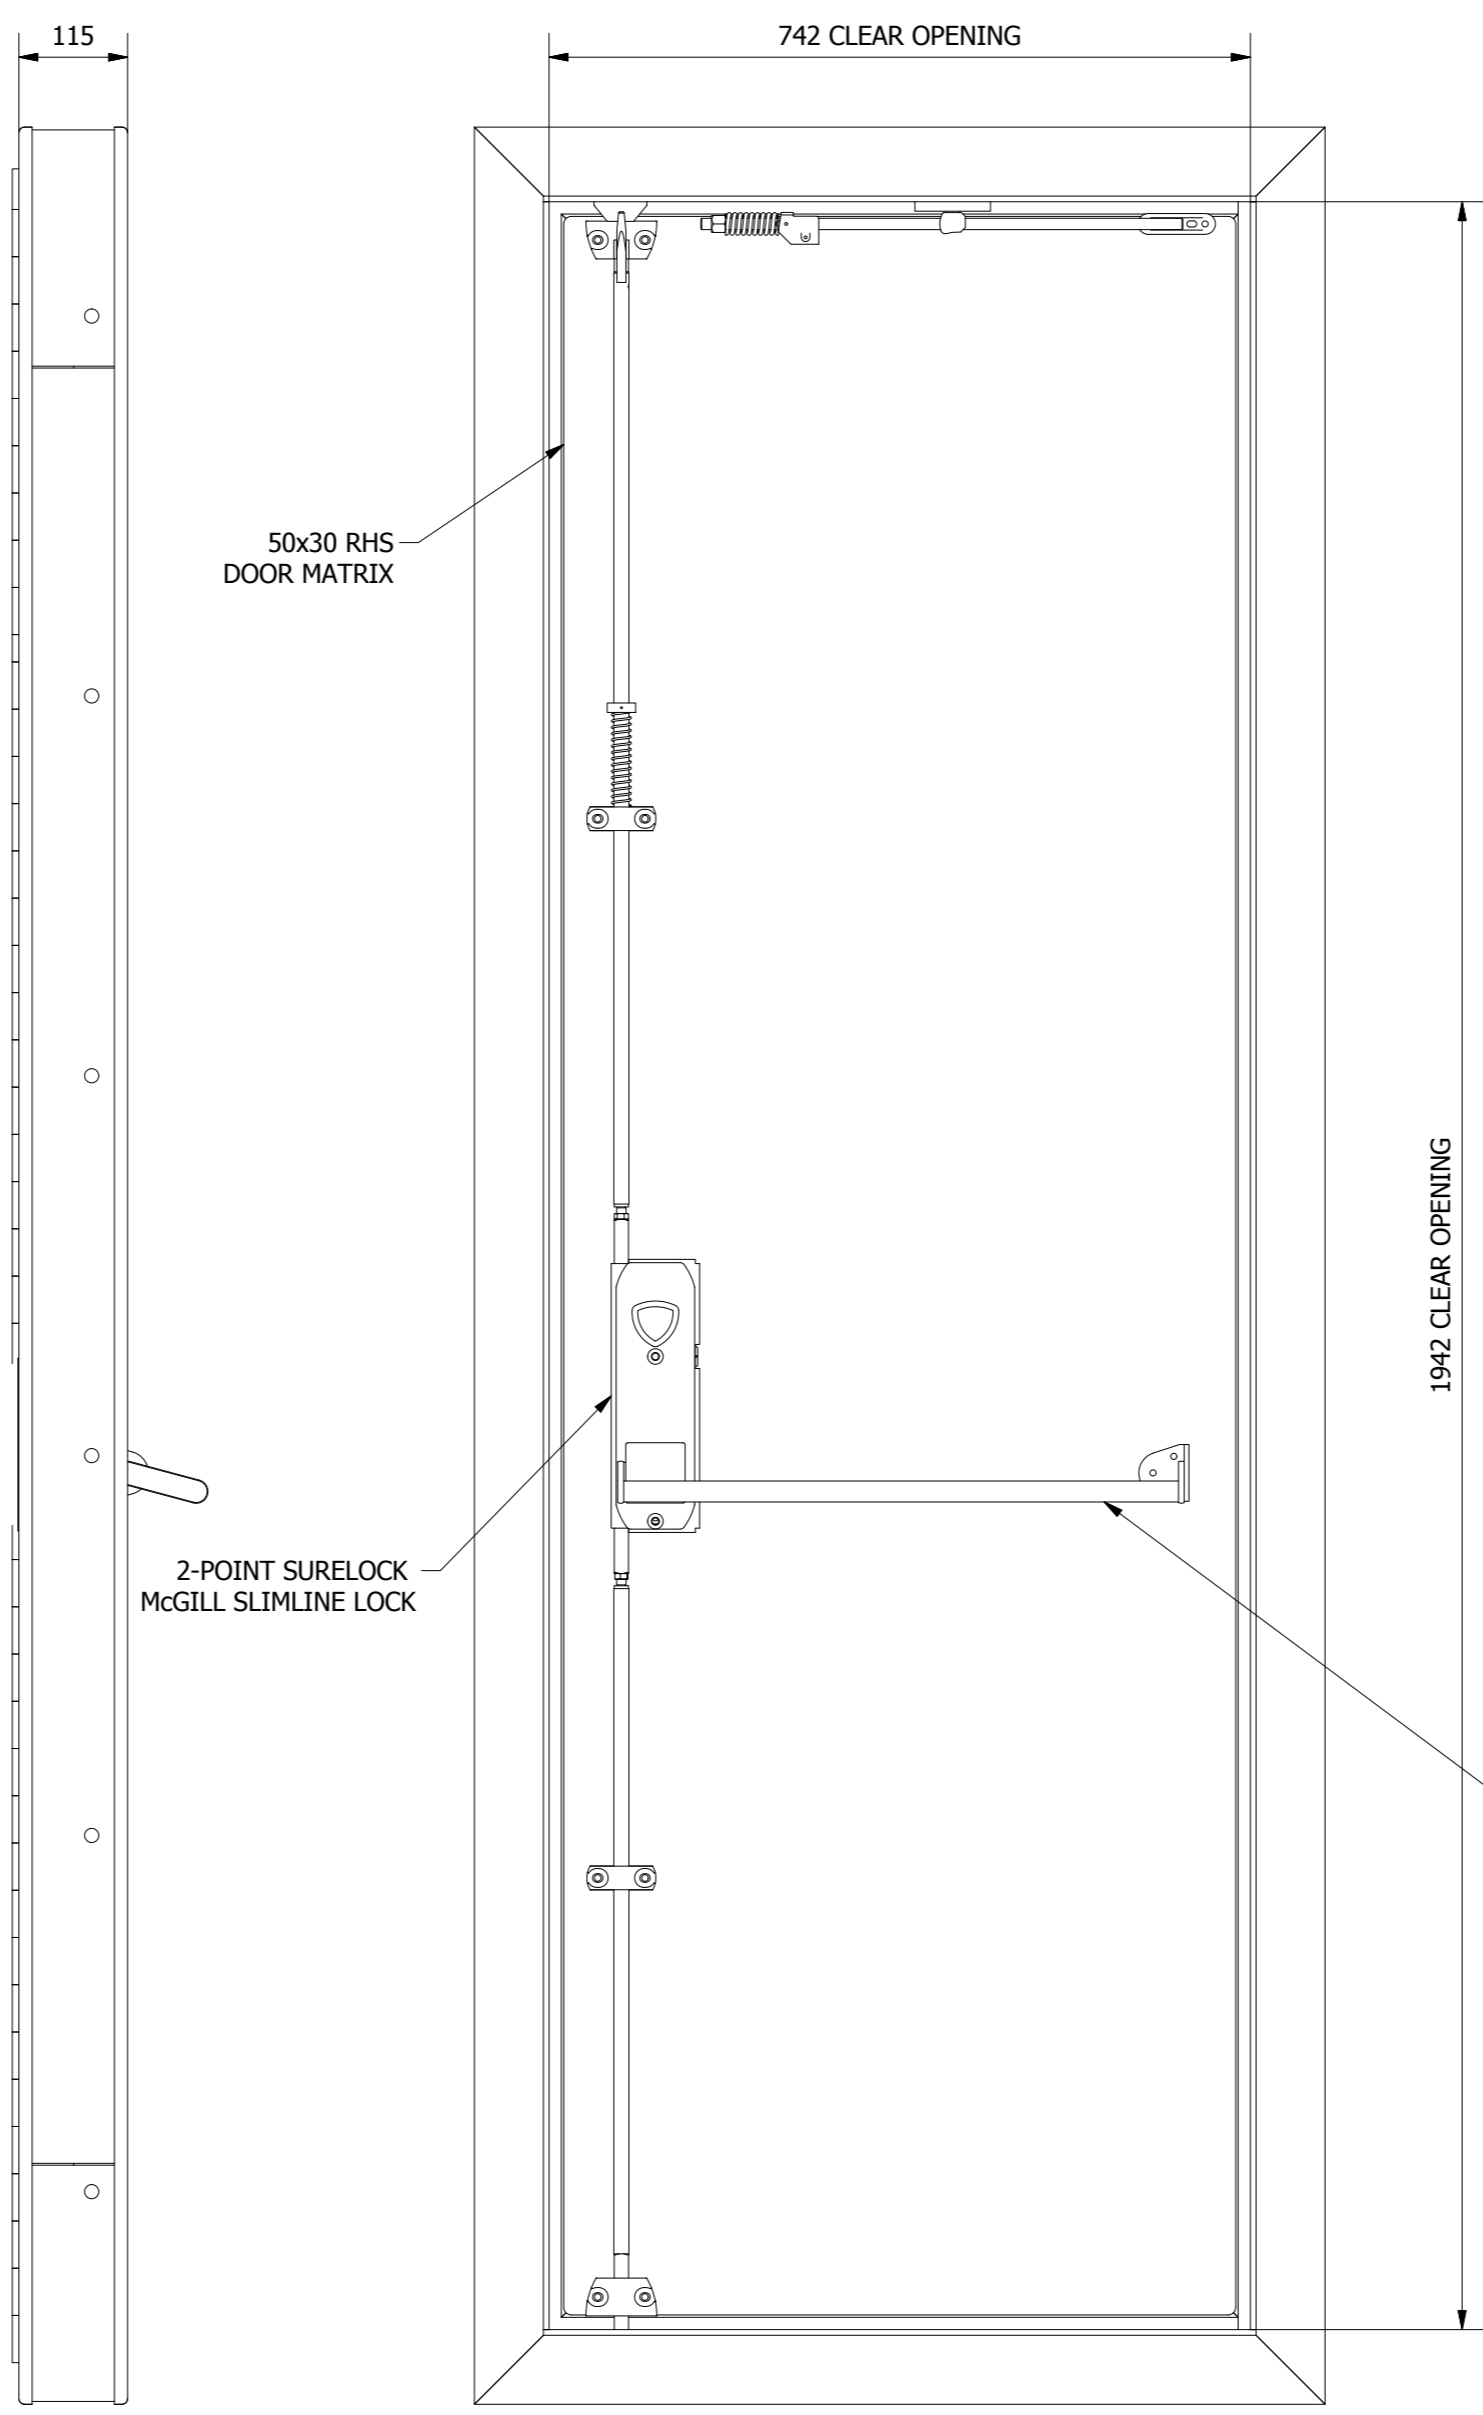 115
742 CLEAR OPENING
50x30 RHS
DOOR MATRIX
1942 CLEAR OPENING
2-POINT SURELOCK
McGILL SLIMLINE LOCK